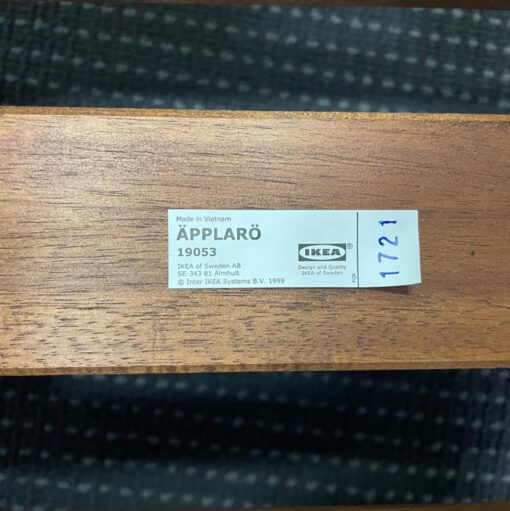 Made in Vietnam
ÄPPLARÖ
19053
IKEA of Sweden AB
SE-343 81 Älmhult
© Inter IKEA Systems B.V. 1999
IKEA®
Design and Quality
IKEA of Sweden
1721